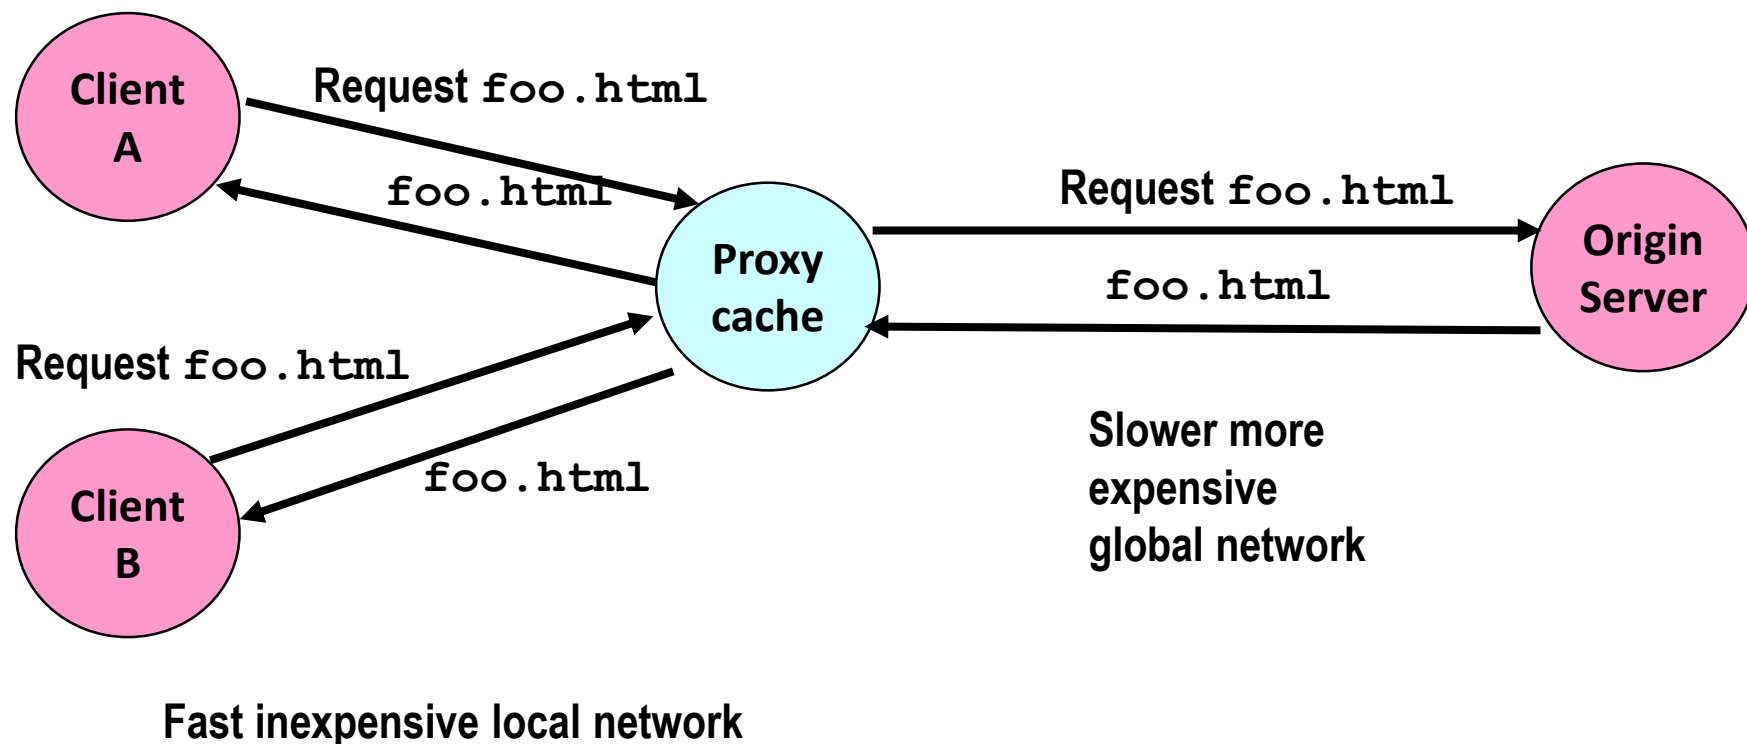 Client
A
Request foo.html
foo.html
Proxy
cache
Request foo.html
foo.html
Origin
Server
Request foo.html
foo.html
Client
B
Slower more
expensive
global network
Fast inexpensive local network